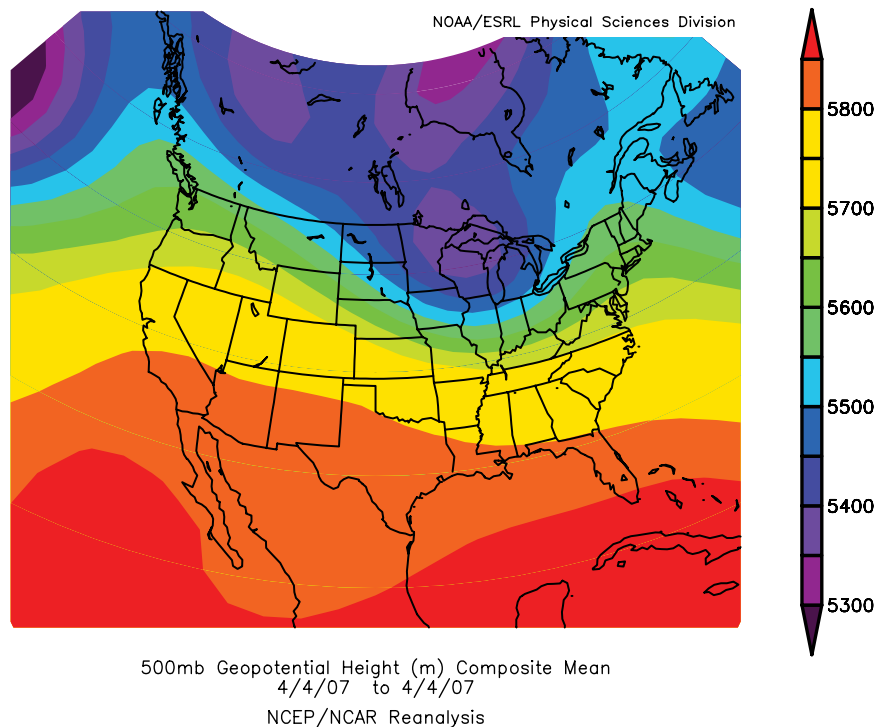 NOAA/ESRL Physical Sciences Division
5800
5700
5600
5500
5400
5300
500mb Geopotential Height (m) Composite Mean
4/4/07 to 4/4/07
NCEP/NCAR Reanalysis